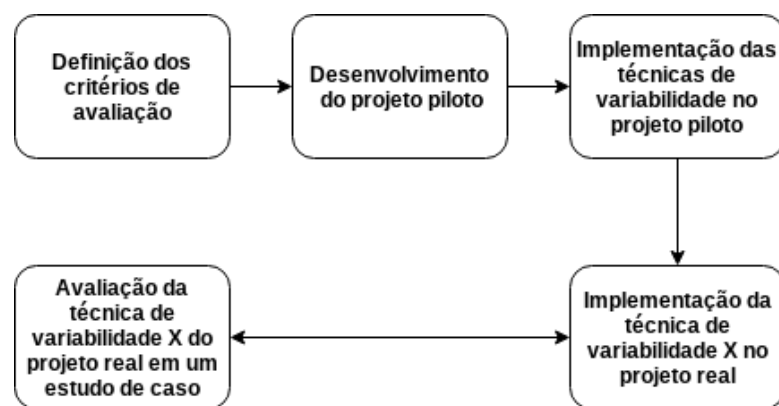 Definição dos
critérios de
avaliação
Desenvolvimento
do projeto piloto
Implementação das
técnicas de
variabilidade no
projeto piloto
Avaliação da
técnica de
variabilidade X do
projeto real em um
estudo de caso
Implementação da
técnica de
variabilidade X no
projeto real